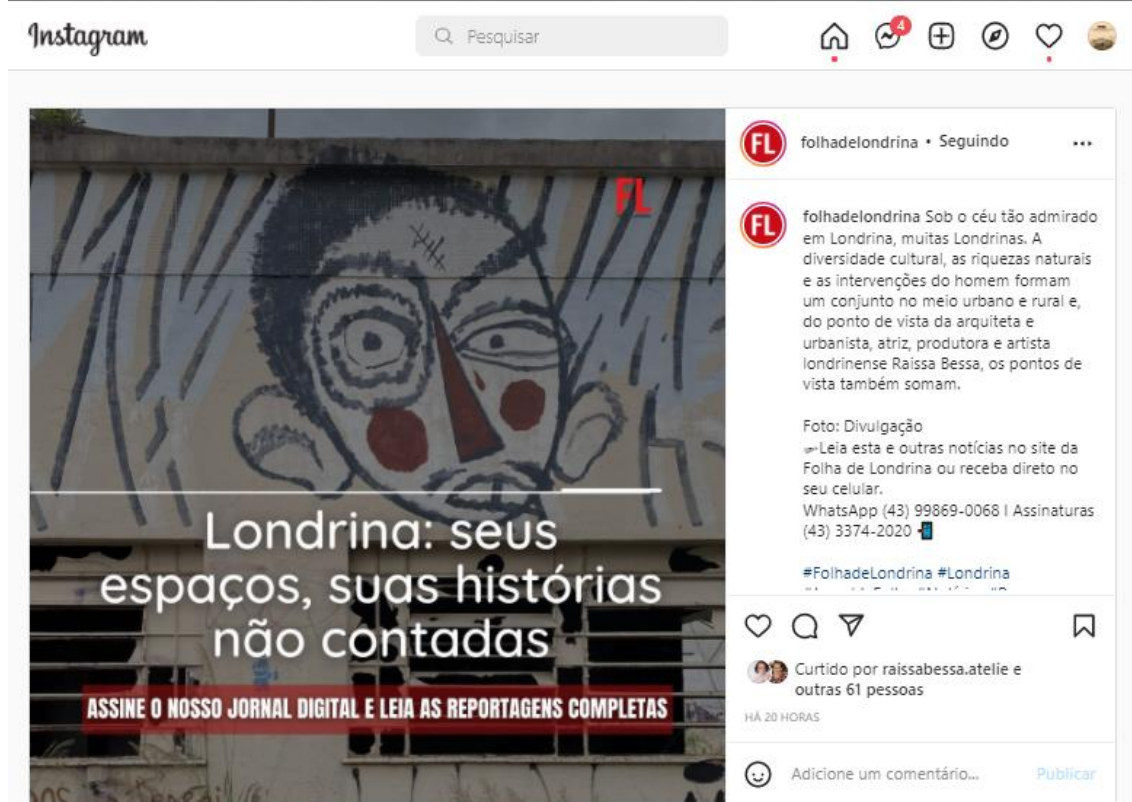 Instagram
Pesquisar
4
FL
Londrina: seus
espaços, suas histórias
não contadas
ASSINE O NOSSO JORNAL DIGITAL E LEIA AS REPORTAGENS COMPLETAS
FL
folhadelondrina • Seguindo
FL
folhadelondrina Sob o céu tão admirado
em Londrina, muitas Londrinas. A
diversidade cultural, as riquezas naturais
e as intervenções do homem formam
um conjunto no meio urbano e rural e,
do ponto de vista da arquiteta e
urbanista, atriz, produtora e artista
londrinense Raissa Bessa, os pontos de
vista também somam.
Foto: Divulgação
Leia esta e outras notícias no site da
Folha de Londrina ou receba direto no
seu celular.
WhatsApp (43) 99869-0068 l Assinaturas
(43) 3374-2020
#FolhadeLondrina #Londrina
Curtido por raissabessa.atelie e
outras 61 pessoas
HÁ 20 HORAS
Adicione um comentário... Publicar